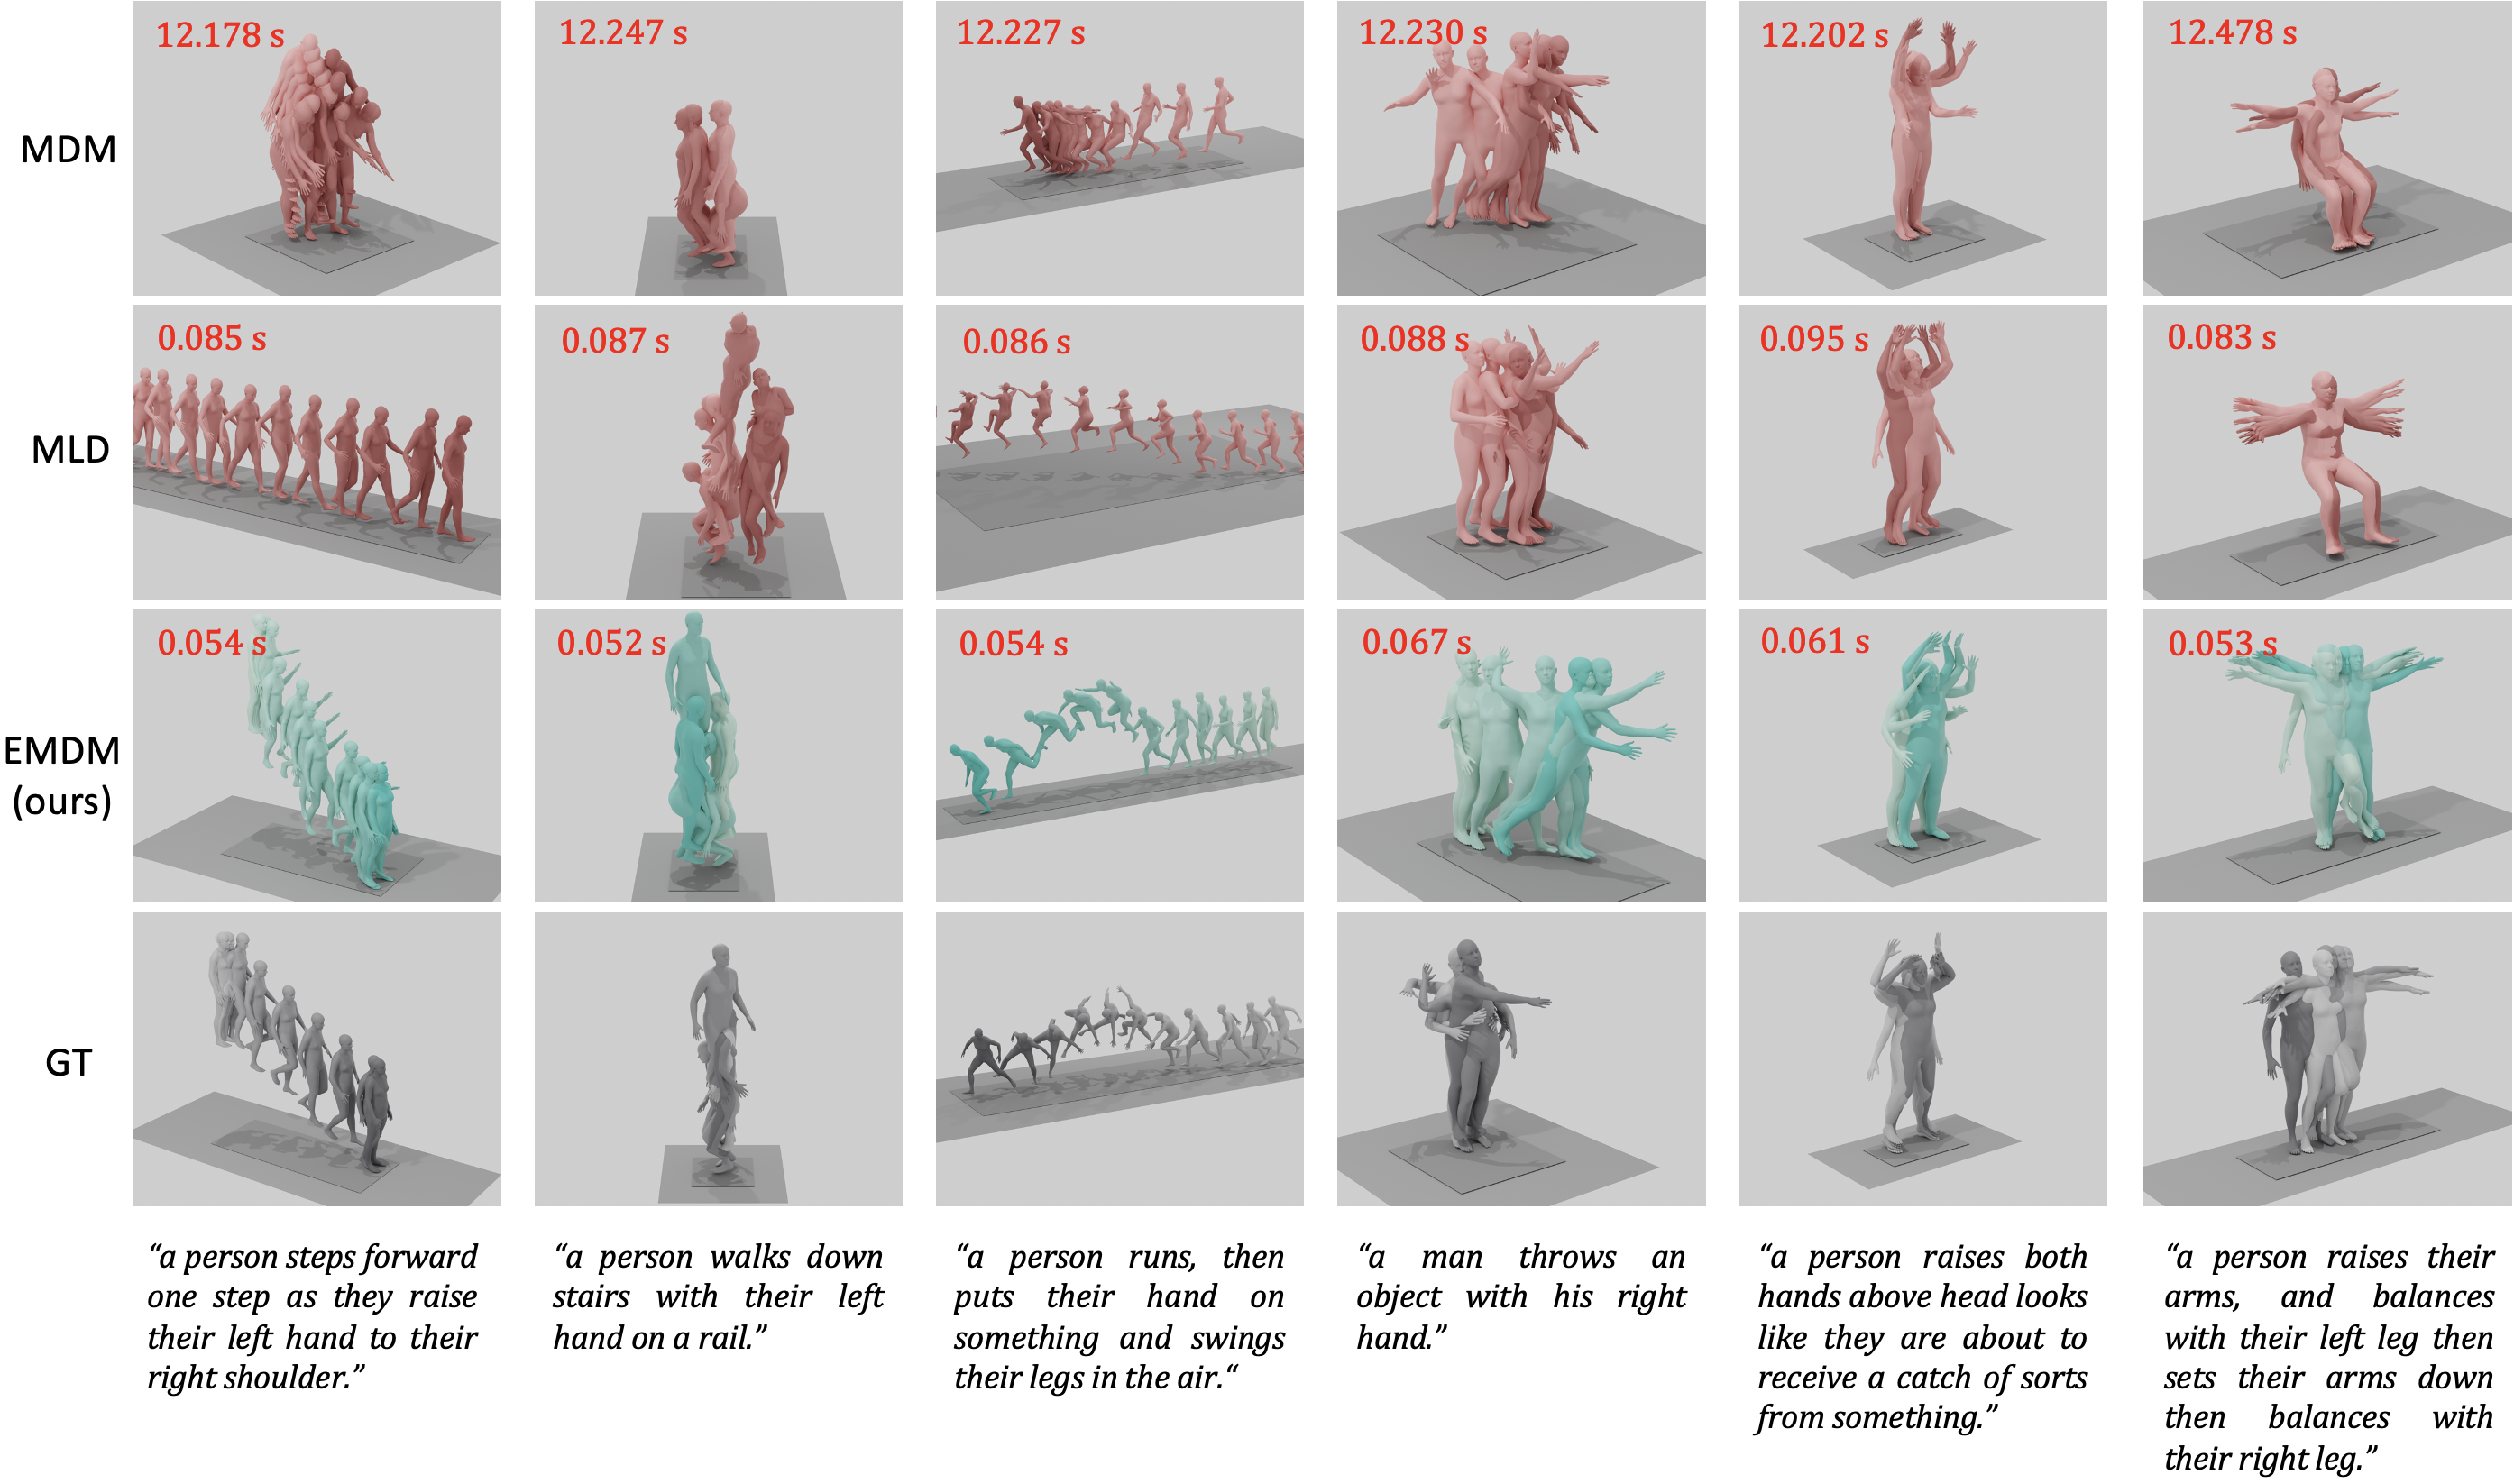 12.178 s
12.247 s
12.227 s
12.230 s
12.202 s
12.478 s
MDM
0.085 s
0.087 s
0.086 s
0.088 s
0.095 s
0.083 s
MLD
0.054 s
0.052 s
0.054 s
0.067 s
0.061 s
0.053 s
EMDM
(ours)
GT
“a person steps forward
one step as they raise
their left hand to their
right shoulder.”
“a person walks down
stairs with their left
hand on a rail.”
“a person runs, then
puts their hand on
something and swings
their legs in the air.“
“a man throws an
object with his right
hand.”
“a person raises both
hands above head looks
like they are about to
receive a catch of sorts
from something.”
“a person raises their
arms, and balances
with their left leg then
sets their arms down
then balances with
their right leg.”